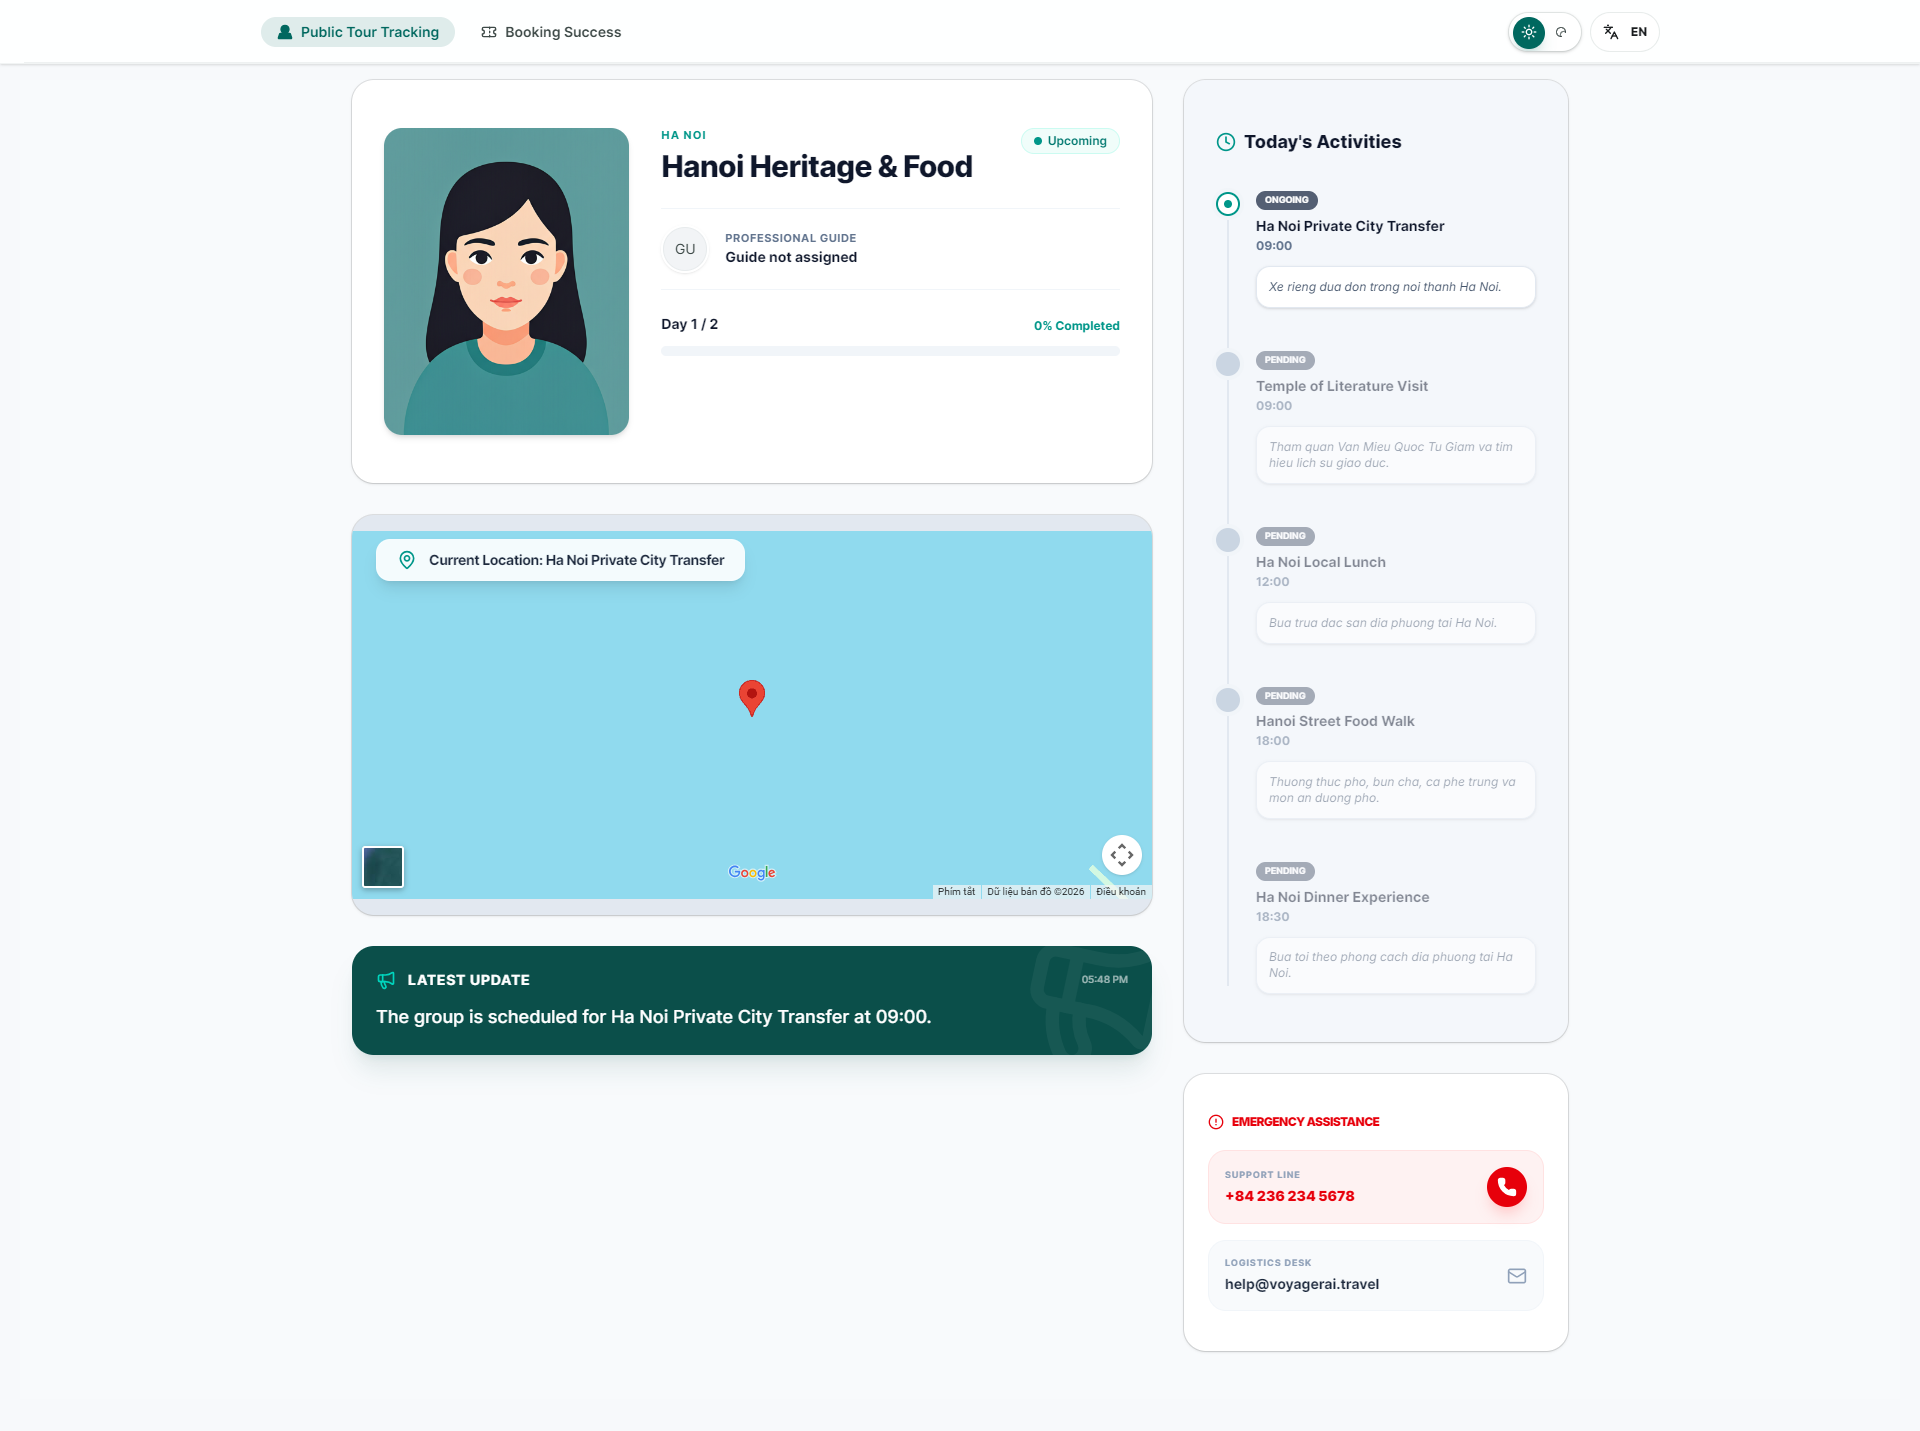 Public Tour Tracking
Booking Success
EN
HA NOI
Upcoming
Hanoi Heritage & Food
GU
PROFESSIONAL GUIDE
Guide not assigned
Day 1 / 2
0% Completed
Current Location: Ha Noi Private City Transfer
Google
Phím tắt
Dữ liệu bản đồ ©2026
Điều khoản
LATEST UPDATE
05:48 PM
The group is scheduled for Ha Noi Private City Transfer at 09:00.
Today's Activities
ONGOING
Ha Noi Private City Transfer
09:00
Xe rieng dua don trong noi thanh Ha Noi.
PENDING
Temple of Literature Visit
09:00
Tham quan Van Mieu Quoc Tu Giam va tim
hieu lich su giao duc.
PENDING
Ha Noi Local Lunch
12:00
Bua trua dac san dia phuong tai Ha Noi.
PENDING
Hanoi Street Food Walk
18:00
Thuong thuc pho, bun cha, ca phe trung va
mon an duong pho.
PENDING
Ha Noi Dinner Experience
18:30
Bua toi theo phong cach dia phuong tai Ha
Noi.
EMERGENCY ASSISTANCE
SUPPORT LINE
+84 236 234 5678
LOGISTICS DESK
help@voyagerai.travel